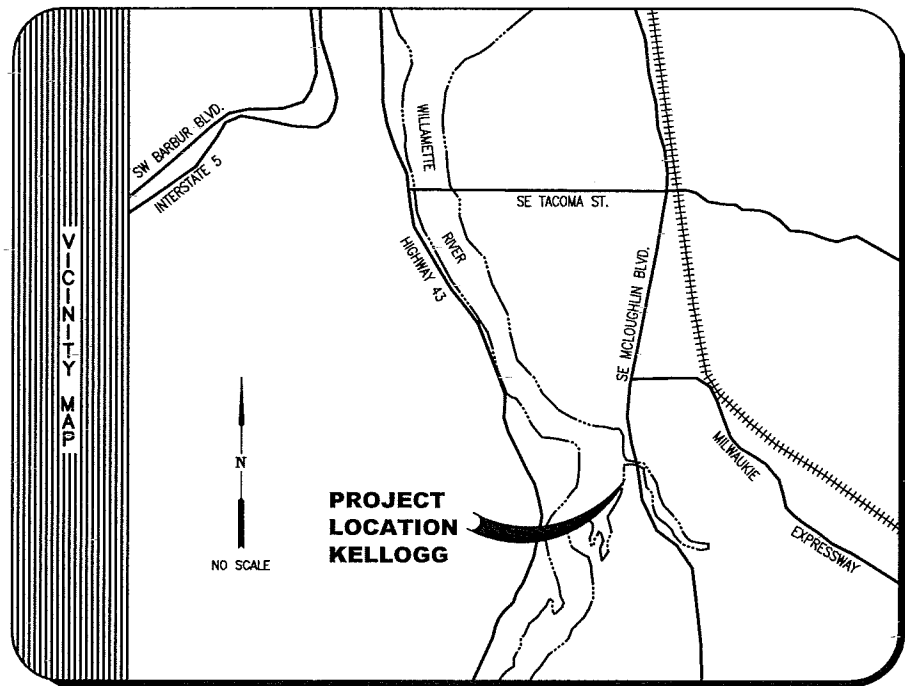 VICINITY MAP
SW BARBUR BLVD.
INTERSTATE 5
WILLAMETTE
RIVER
HIGHWAY 43
SE TACOMA ST.
SE MCLOUGHLIN BLVD.
MILWAUKIE
EXPRESSWAY
N
NO SCALE
PROJECT
LOCATION
KELLOGG